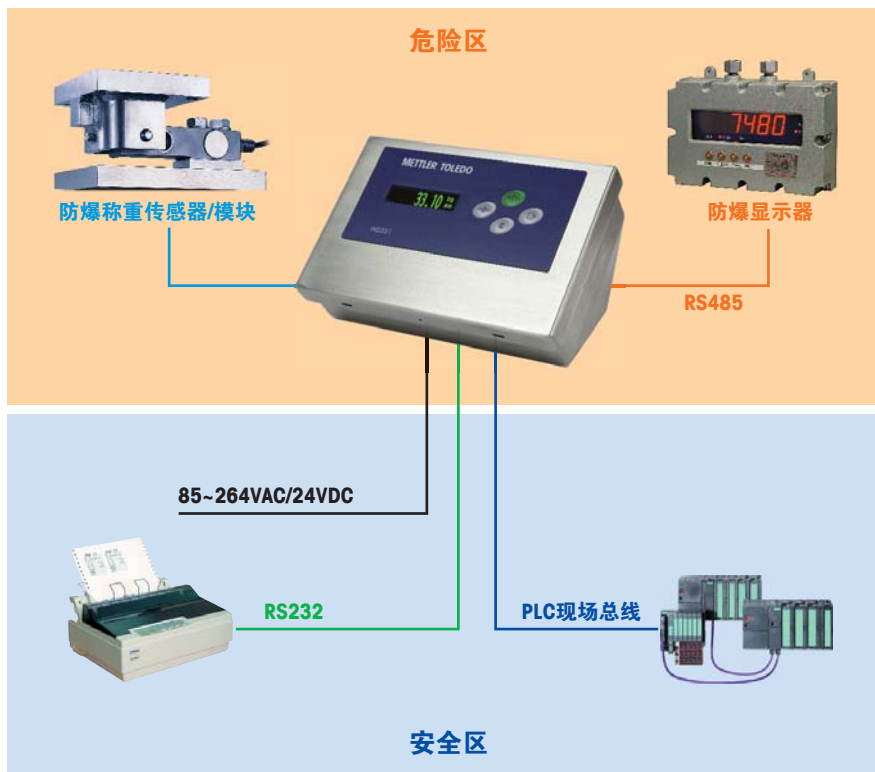 危险区
7480
METTLER TOLEDO
33.10
防爆称重传感器/模块
防爆显示器
RS485
85~264VAC/24VDC
RS232
PLC现场总线
安全区